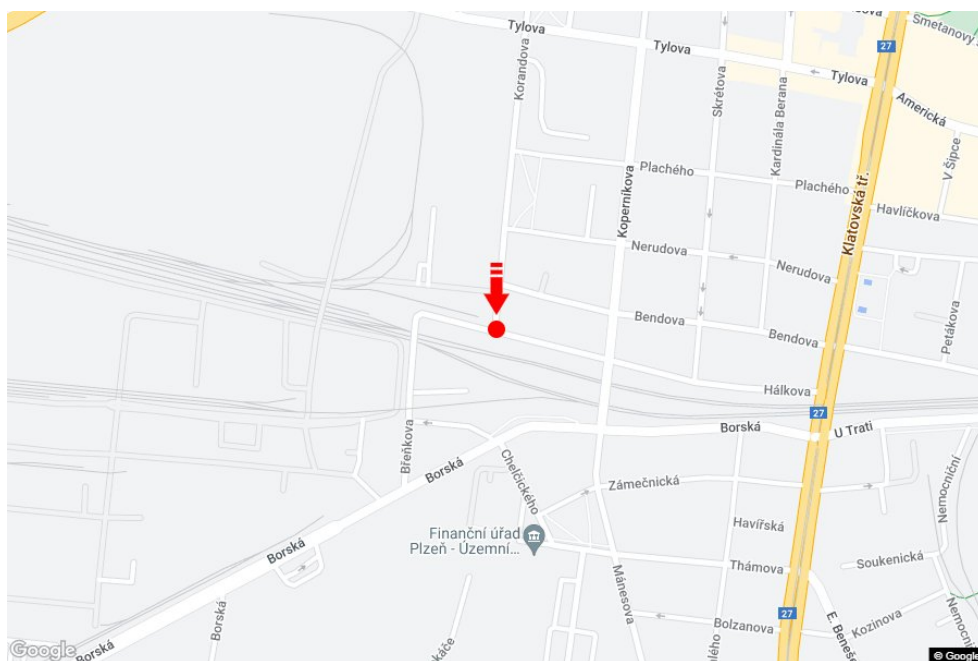 Tylova
Tylova
Tylova
27
Smetanovy
Americká
Korandova
Skrétova
Kardinála Berana
V Šipce
Plachého
Plachého
Koperníkova
Klatovská tř.
Havlíčkova
Nerudova
Nerudova
Bendova
Bendova
Petákova
Hálkova
27
Borská
U Trati
Břeňkova
Borská
Chelčického
Zámečnická
Nemocniční
Havířská
Finanční úřad
Plzeň - Územní...
Borská
Thámova
Soukenická
Mánesova
27
Bolzanova
Kozinova
E. Beneše
Nemocniční
Borská
Google
© Google